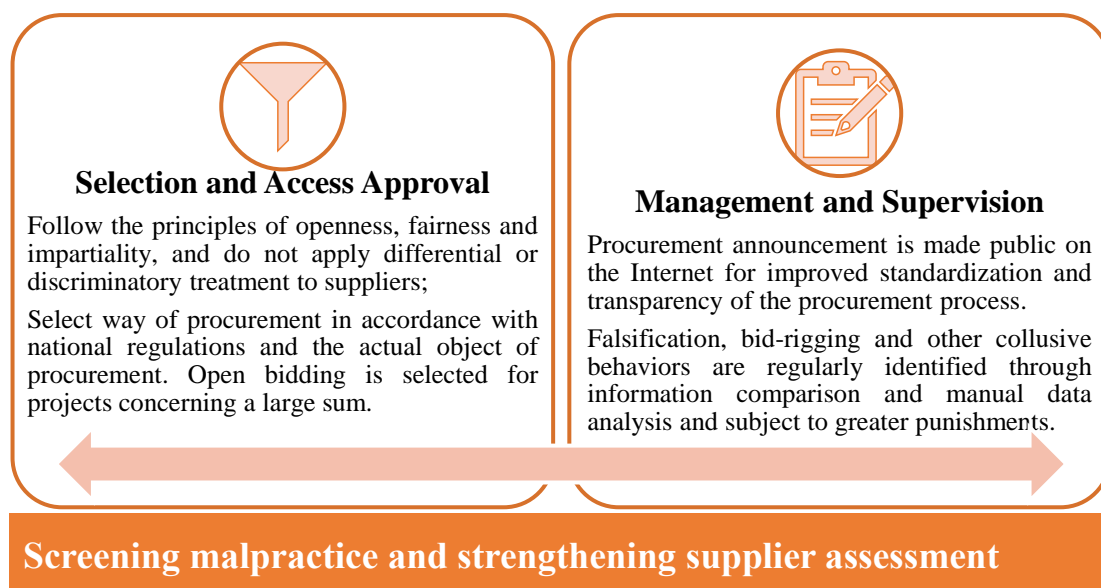 Selection and Access Approval
Follow the principles of openness, fairness and
impartiality, and do not apply differential or
discriminatory treatment to suppliers;
Select way of procurement in accordance with
national regulations and the actual object of
procurement. Open bidding is selected for
projects concerning a large sum.
Management and Supervision
Procurement announcement is made public on
the Internet for improved standardization and
transparency of the procurement process.
Falsification, bid-rigging and other collusive
behaviors are regularly identified through
information comparison and manual data
analysis and subject to greater punishments.
Screening malpractice and strengthening supplier assessment